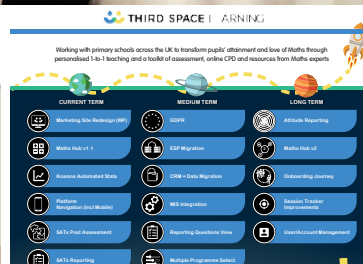 THIRD SPACE | ARNING
Working with primary schools across the UK to transform pupils' attainment and love of Maths through
personalised 1-to-1 teaching and a toolkit of assessment, online CPD and resources from Maths experts
CURRENT TERM
MEDIUM TERM
LONG TERM
Marketing Site Redesign (MP)
GDPR
Attitude Reporting
Maths Hub v1.1
ESP Migration
Maths Hub v2
Kosmos Automated Stats
CRM + Data Migration
Onboarding Journey
Platform
Navigation (incl Mobile)
MIS Integration
Session Tracker
Improvements
SATs Post Assessment
Reporting Questions View
User/Account Management
SATs Reporting
Multiple Programme Select